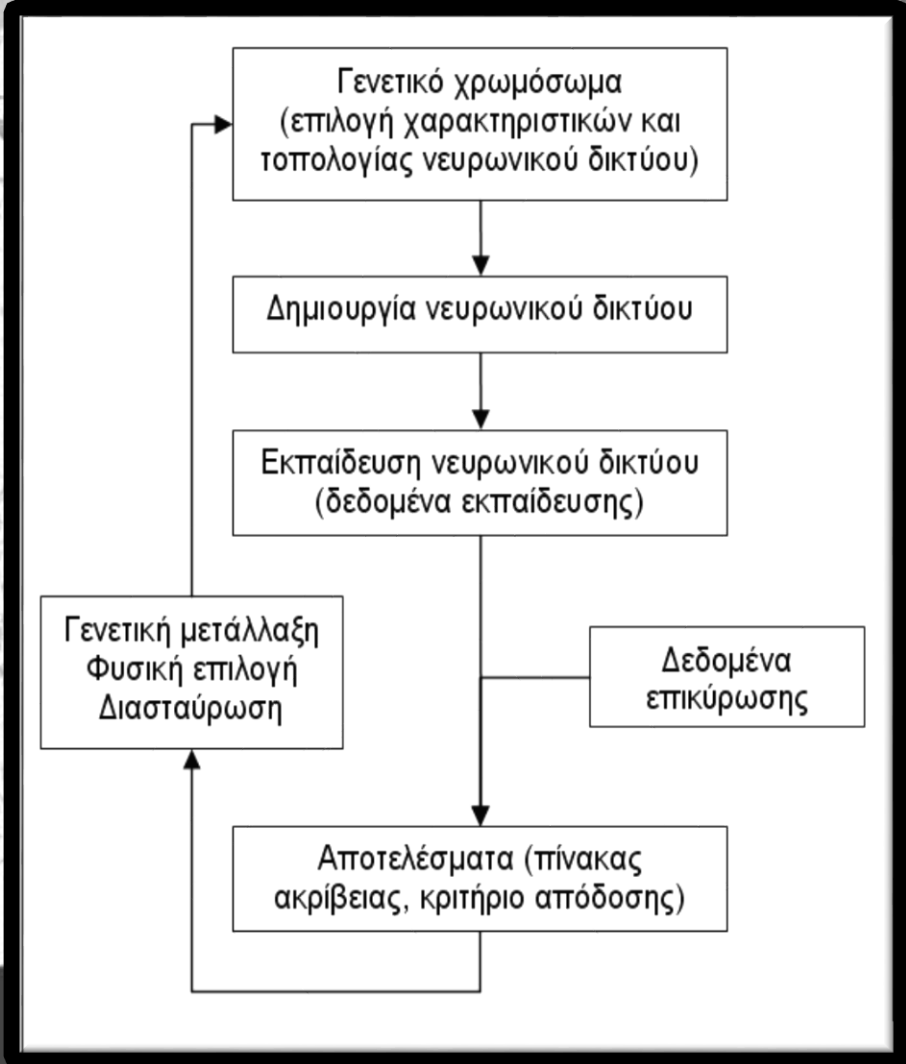 Γενετικό χρωμόσωμα
(επιλογή χαρακτηριστικών και
τοπολογίας νευρωνικού δικτύου)
Δημιουργία νευρωνικού δικτύου
Εκπαίδευση νευρωνικού δικτύου
(δεδομένα εκπαίδευσης)
Γενετική μετάλλαξη
Φυσική επιλογή
Διασταύρωση
Δεδομένα
επικύρωσης
Αποτελέσματα (πίνακας
ακρίβειας, κριτήριο απόδοσης)